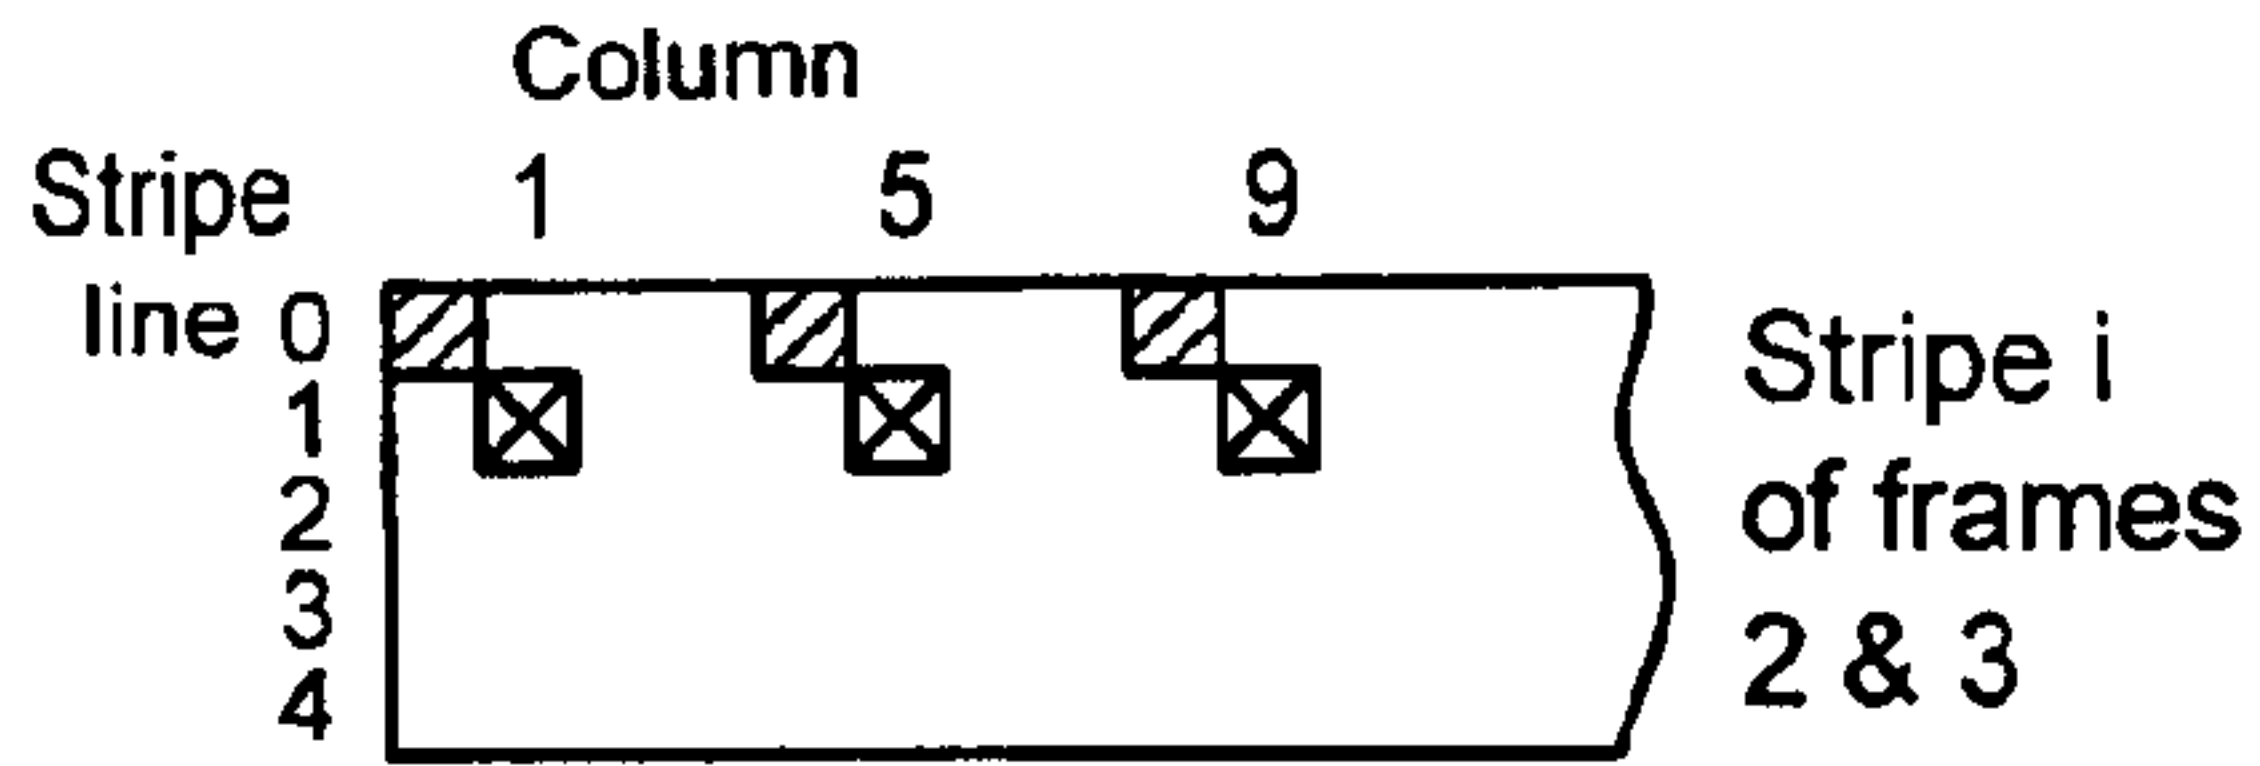 Column
Stripe 1 5 9
line 0
1
2
3
4
Stripe i
of frames
2 & 3